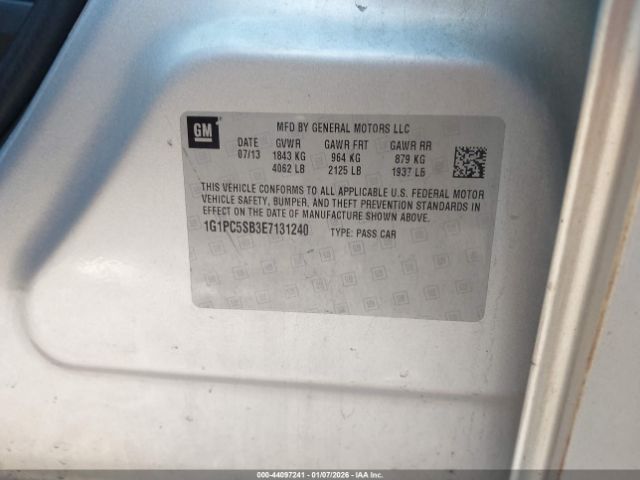 GM
MFD BY GENERAL MOTORS LLC
DATE GVWR GAWR FRT GAWR RR
07/13 1843 KG 964 KG 879 KG
4062 LB 2125 LB 1937 LB
THIS VEHICLE CONFORMS TO ALL APPLICABLE U.S. FEDERAL MOTOR
VEHICLE SAFETY, BUMPER, AND THEFT PREVENTION STANDARDS IN
EFFECT ON THE DATE OF MANUFACTURE SHOWN ABOVE.
1G1PC5SB3E7131240 TYPE: PASS CAR
000-44097241 - 01/07/2026 - IAAI.CA